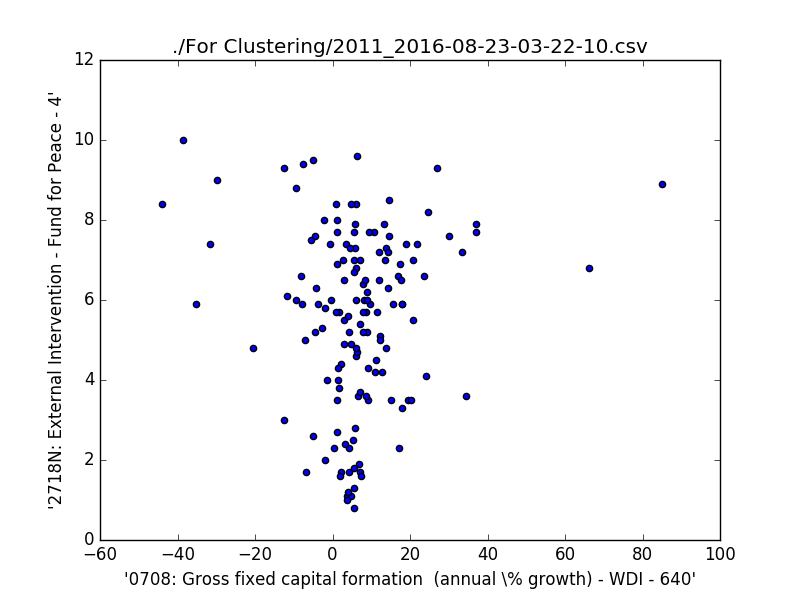 ./For Clustering/2011_2016-08-23-03-22-10.csv
12
10
8
6
4
2
0
'2718N: External Intervention - Fund for Peace - 4'
−60 −40 −20 0 20 40 60 80 100
'0708: Gross fixed capital formation  (annual \% growth) - WDI - 640'